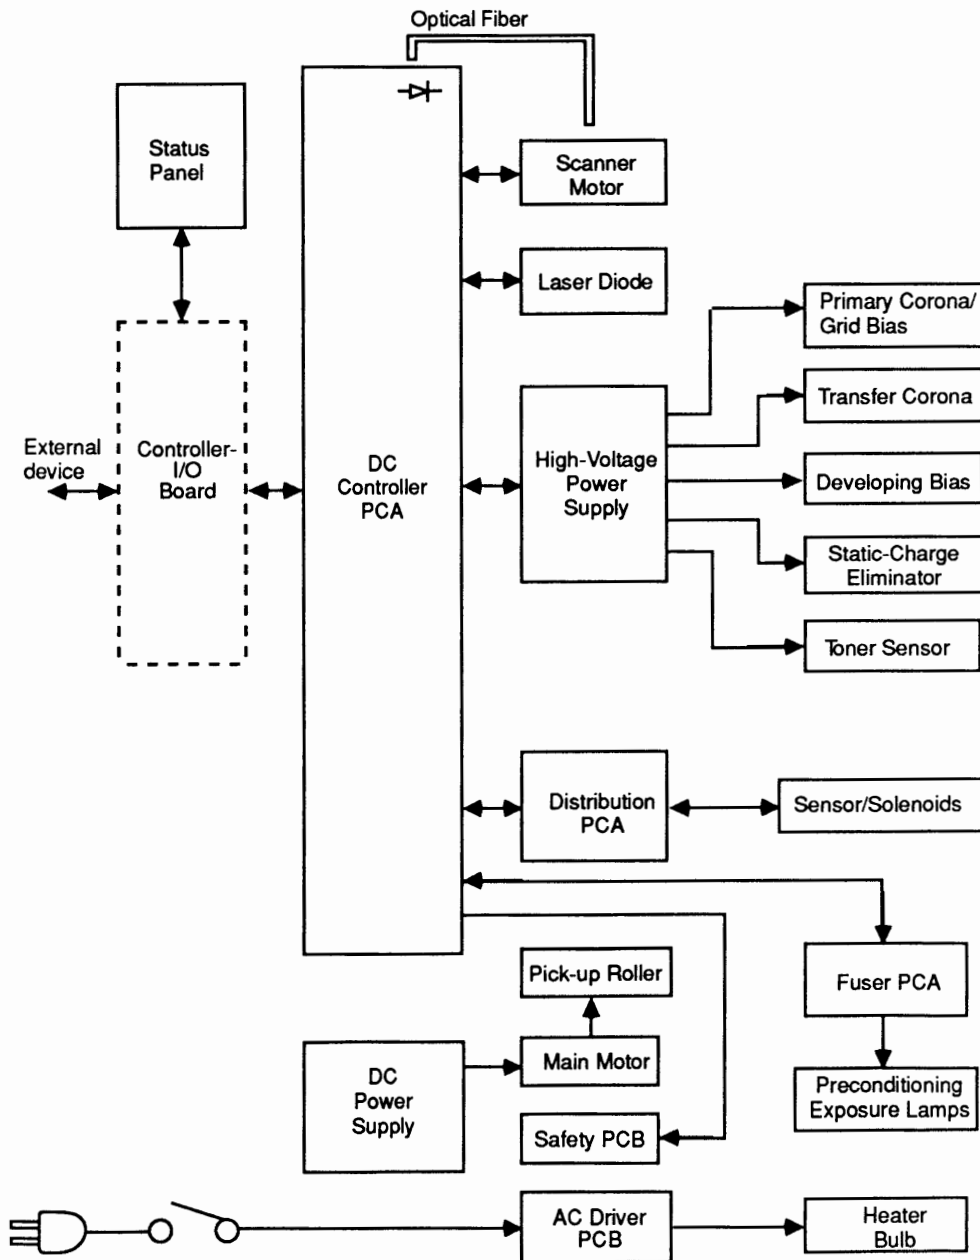 Optical Fiber
Status
Panel
Scanner
Motor
Laser Diode
Primary Corona/
Grid Bias
Transfer Corona
External
device
Controller-
I/O
Board
DC
Controller
PCA
High-Voltage
Power
Supply
Developing Bias
Static-Charge
Eliminator
Toner Sensor
Distribution
PCA
Sensor/Solenoids
Pick-up Roller
Fuser PCA
DC
Power
Supply
Main Motor
Preconditioning
Exposure Lamps
Safety PCB
AC Driver
PCB
Heater
Bulb